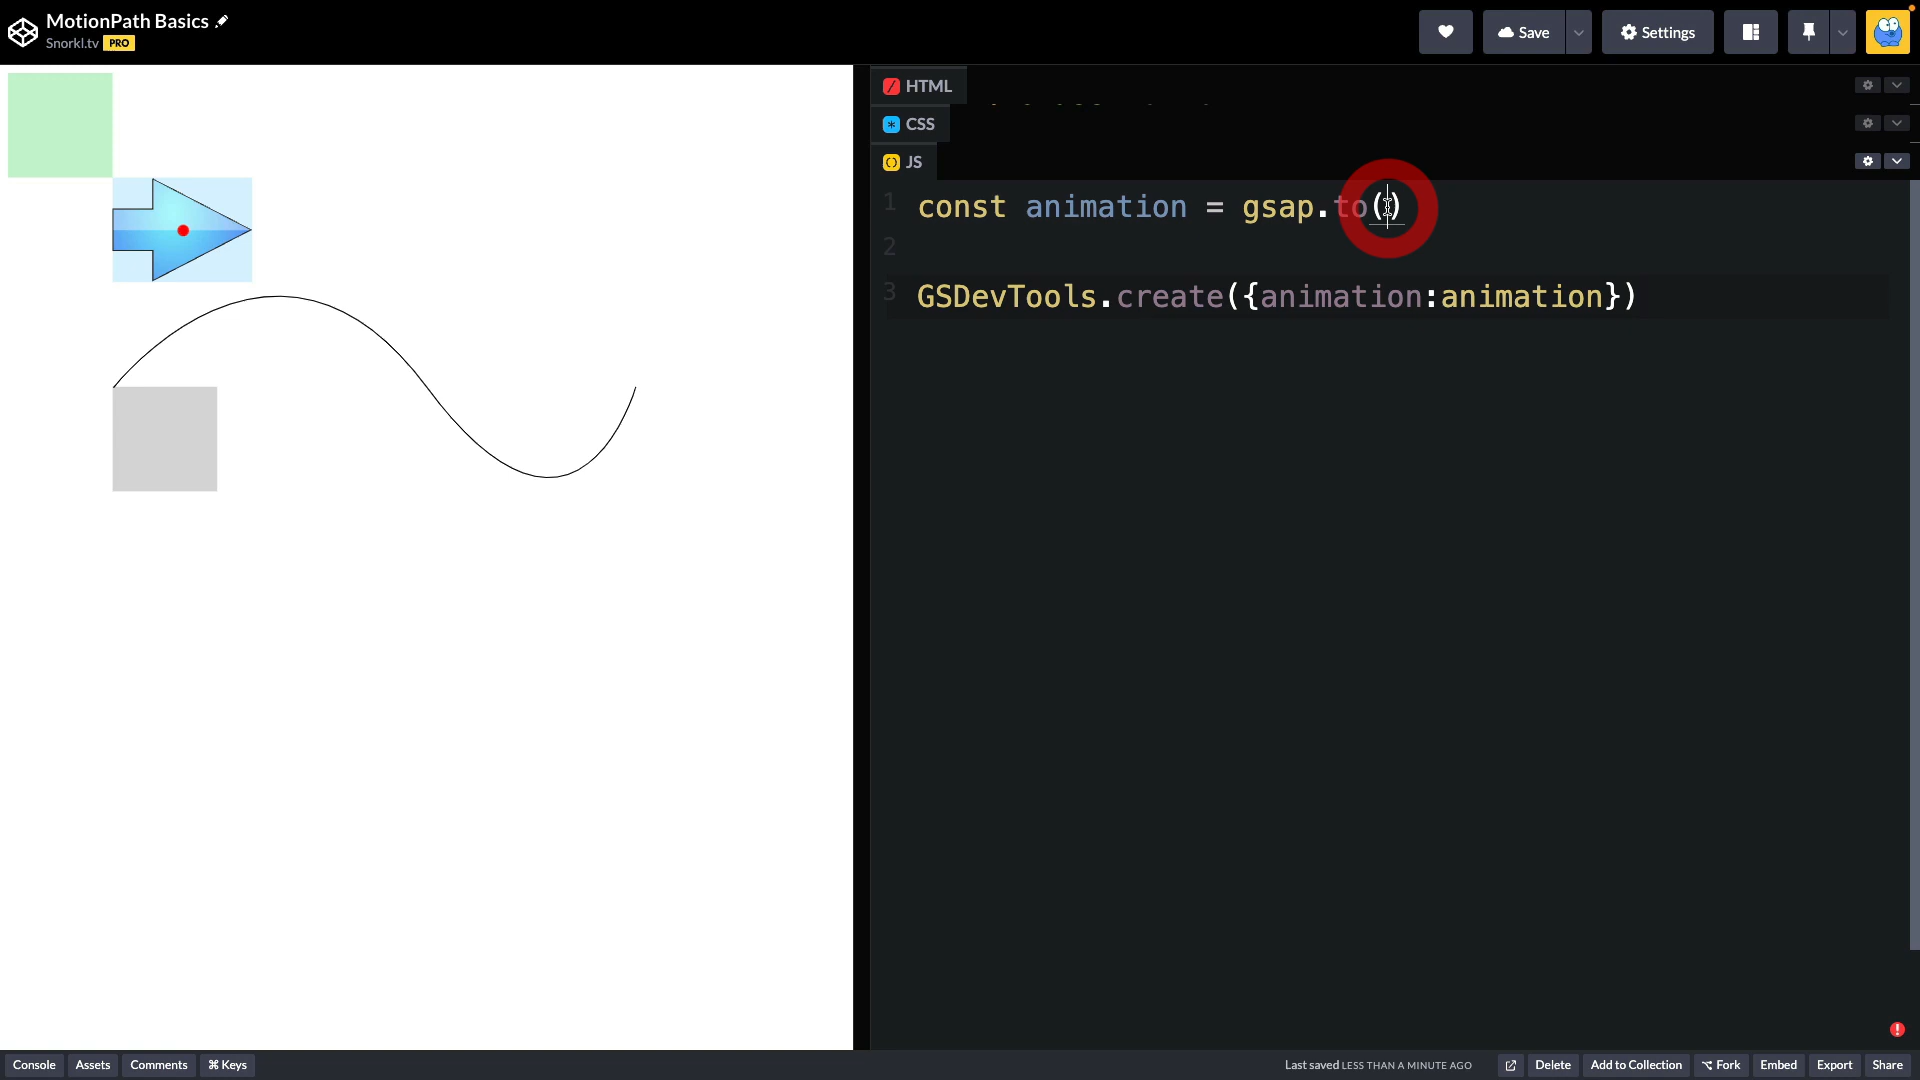 MotionPath Basics
Snorkl.tv PRO
Save
Settings
HTML
CSS
JS
1 const animation = gsap.to()
2
3 GSDevTools.create({animation:animation})
Console Assets Comments ⌘ Keys
Last saved LESS THAN A MINUTE AGO Delete Add to Collection Fork Embed Export Share